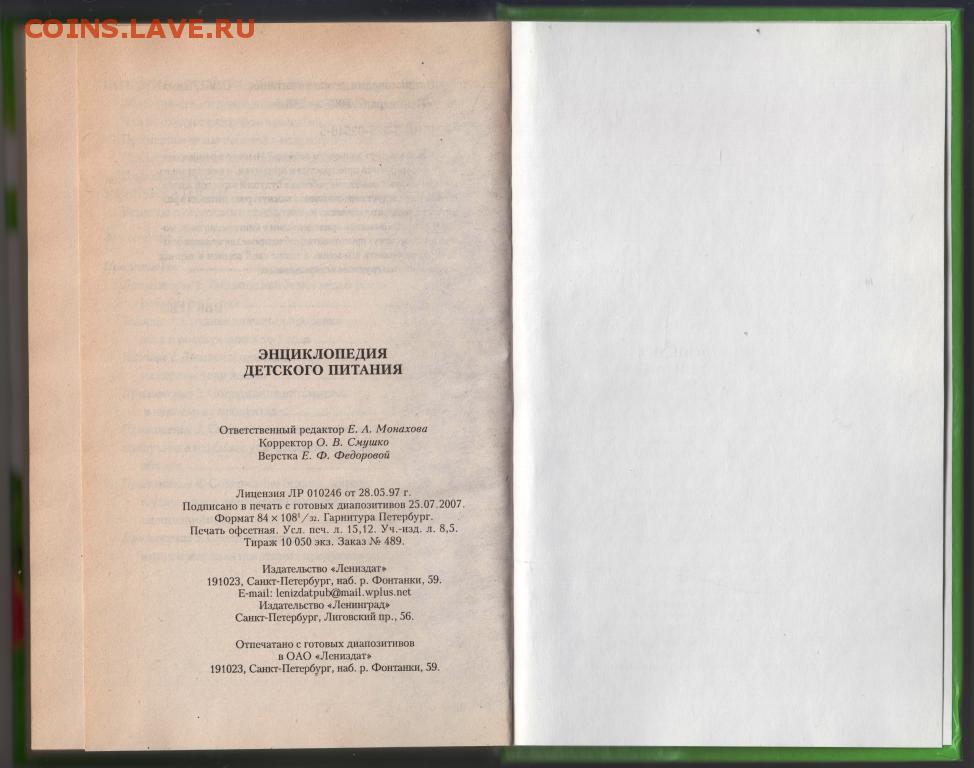 COINS.LAVE.RU
ЭНЦИКЛОПЕДИЯ
ДЕТСКОГО ПИТАНИЯ
Ответственный редактор Е. А. Монахова
Корректор О. В. Смушко
Верстка Е. Ф. Федоровой
Лицензия ЛР 010246 от 28.05.97 г.
Подписано в печать с готовых диапозитивов 25.07.2007.
Формат 84 × 108¹/₃₂. Гарнитура Петербург.
Печать офсетная. Усл. печ. л. 15,12. Уч.-изд. л. 8,5.
Тираж 10 050 экз. Заказ № 489.
Издательство «Лениздат»
191023, Санкт-Петербург, наб. р. Фонтанки, 59.
E-mail: lenizdatpub@mail.wplus.net
Издательство «Ленинград»
Санкт-Петербург, Лиговский пр., 56.
Отпечатано с готовых диапозитивов
в ОАО «Лениздат»
191023, Санкт-Петербург, наб. р. Фонтанки, 59.